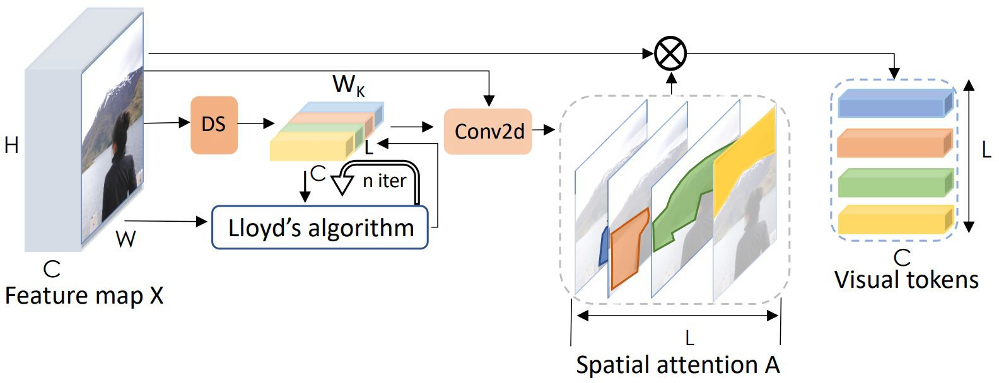 H
W
C
Feature map X
DS
W_K
L
C
n iter
Lloyd's algorithm
Conv2d
L
Spatial attention A
L
C
Visual tokens